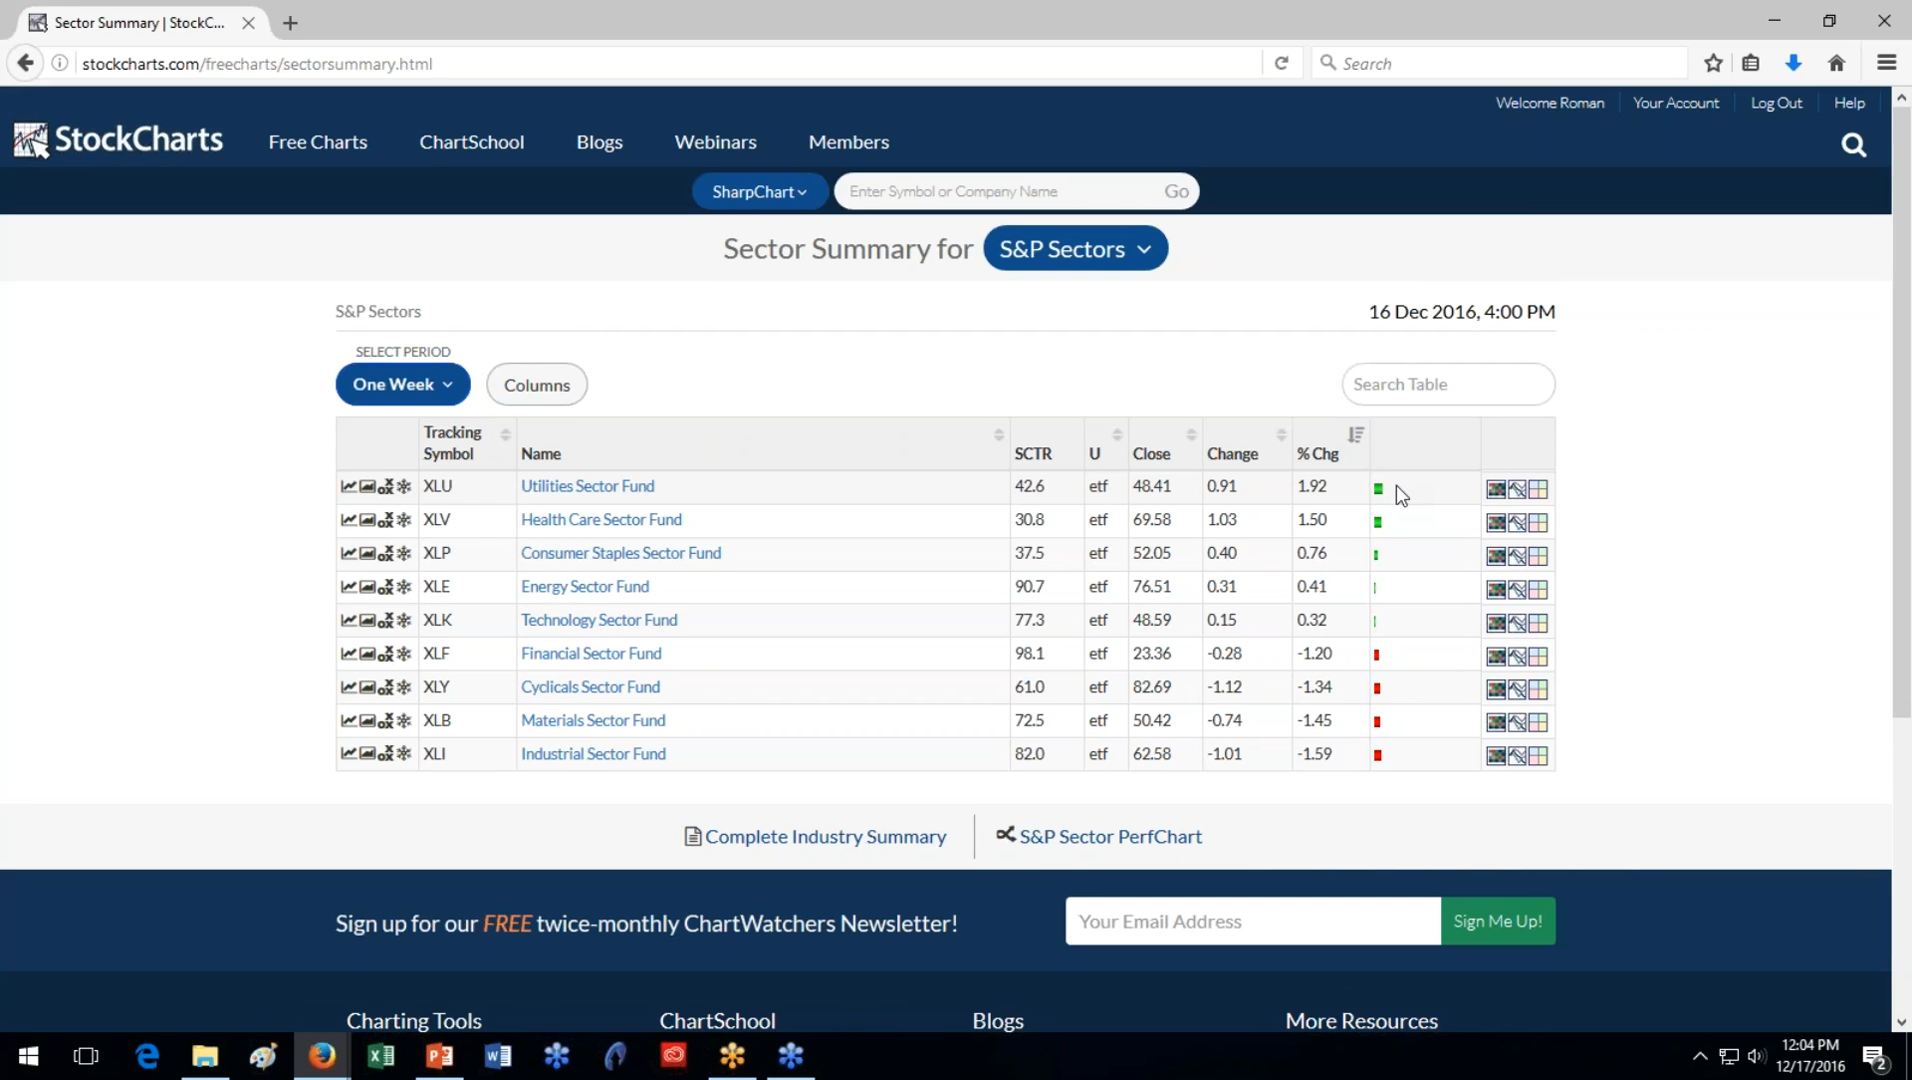 Sector Summary | StockC...
stockcharts.com/freecharts/sectorsummary.html
Search
Welcome Roman
Your Account
Log Out
Help
StockCharts
Free Charts
ChartSchool
Blogs
Webinars
Members
SharpChart
Enter Symbol or Company Name
Go
Sector Summary for
S&P Sectors
S&P Sectors
16 Dec 2016, 4:00 PM
SELECT PERIOD
One Week
Columns
Search Table
Tracking Symbol Name SCTR U Close Change % Chg
XLU Utilities Sector Fund 42.6 etf 48.41 0.91 1.92
XLV Health Care Sector Fund 30.8 etf 69.58 1.03 1.50
XLP Consumer Staples Sector Fund 37.5 etf 52.05 0.40 0.76
XLE Energy Sector Fund 90.7 etf 76.51 0.31 0.41
XLK Technology Sector Fund 77.3 etf 48.59 0.15 0.32
XLF Financial Sector Fund 98.1 etf 23.36 -0.28 -1.20
XLY Cyclicals Sector Fund 61.0 etf 82.69 -1.12 -1.34
XLB Materials Sector Fund 72.5 etf 50.42 -0.74 -1.45
XLI Industrial Sector Fund 82.0 etf 62.58 -1.01 -1.59
Complete Industry Summary
S&P Sector PerfChart
Sign up for our FREE twice-monthly ChartWatchers Newsletter!
Your Email Address
Sign Me Up!
Charting Tools
ChartSchool
Blogs
More Resources
12:04 PM
12/17/2016
2